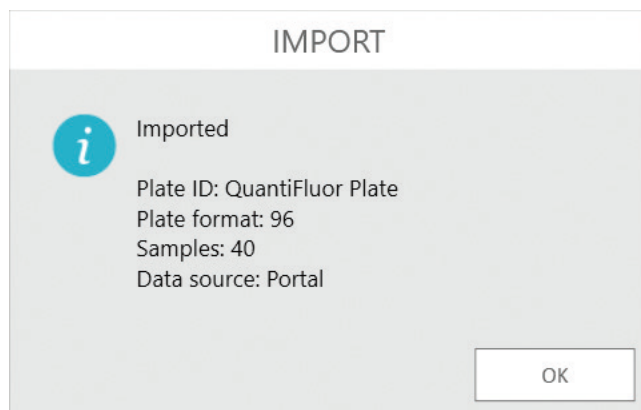 IMPORT
i
Imported
Plate ID: QuantiFluor Plate
Plate format: 96
Samples: 40
Data source: Portal
OK